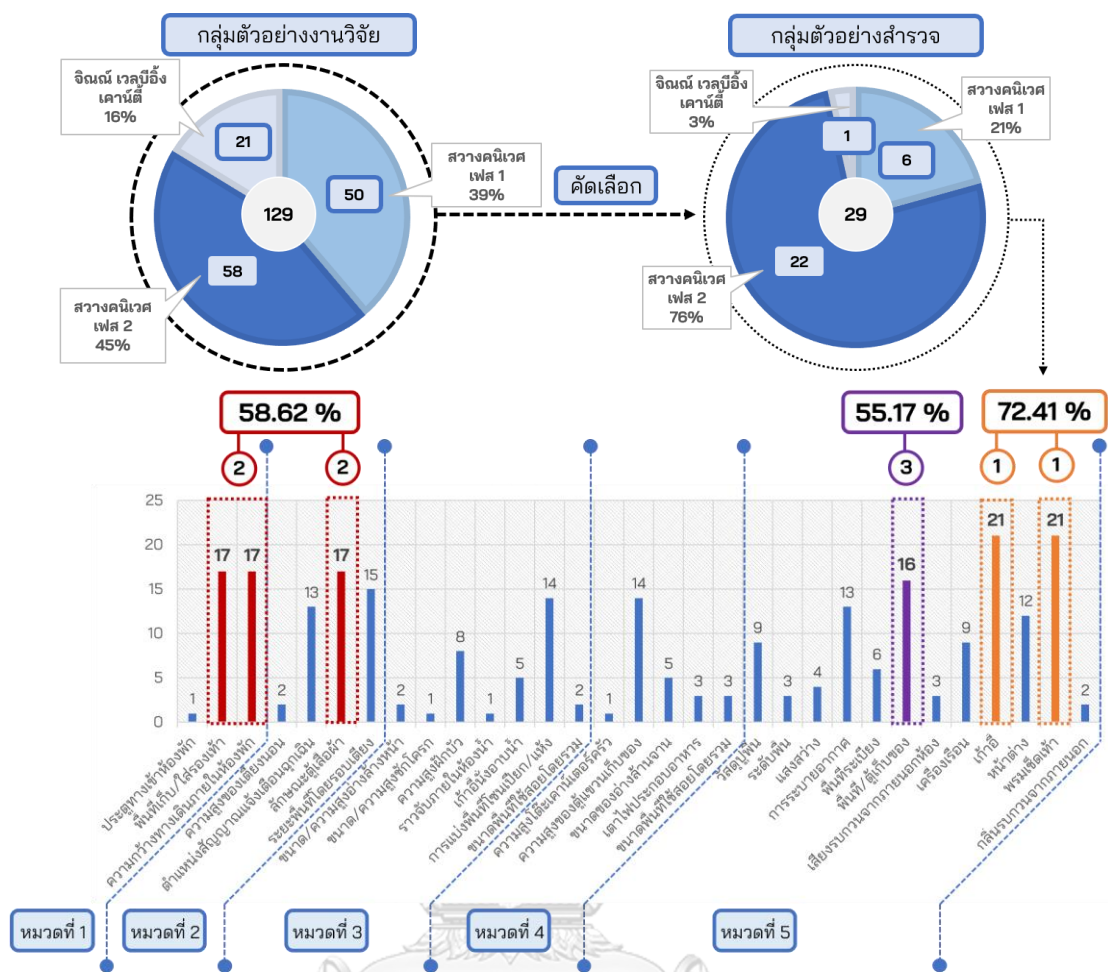 กลุ่มตัวอย่างงานวิจัย
กลุ่มตัวอย่างสำรวจ
จิณณ์ เวลบีอิ้ง
เคาน์ตี้
16%
21
50
129
58
สวางคนิเวศ
เฟส 1
39%
สวางคนิเวศ
เฟส 2
45%
คัดเลือก
จิณณ์ เวลบีอิ้ง
เคาน์ตี้
3%
1
6
29
22
สวางคนิเวศ
เฟส 1
21%
สวางคนิเวศ
เฟส 2
76%
58.62 %
55.17 %
72.41 %
2
2
3
1
1
25
20
15
10
5
0
1
17
17
2
13
17
15
2
1
8
1
5
14
2
1
14
5
3
3
9
3
4
13
6
16
3
9
21
12
21
2
ประตูทางเข้าห้องพัก
พื้นที่เก็บ/ใส่รองเท้า
ความกว้างทางเดินภายในห้องพัก
ความสูงของเตียงนอน
ตำแหน่งสัญญาณแจ้งเตือนฉุกเฉิน
ลักษณะตู้เสื้อผ้า
ระยะพื้นที่โดยรอบเตียง
ขนาด/ความสูงอ่างล้างหน้า
ขนาด/ความสูงชักโครก
ความสูงฝักบัว
ราวจับภายในห้องน้ำ
เก้าอี้นั่งอาบน้ำ
การแบ่งพื้นที่โซนเปียก/แห้ง
ขนาดพื้นที่ใช้สอยโดยรวม
ความสูงโต๊ะเคาน์เตอร์ครัว
ความสูงของตู้แขวนเก็บของ
ขนาดของอ่างล้างจาน
เตาไฟประกอบอาหาร
ขนาดพื้นที่ใช้สอยโดยรวม
วัสดุปูพื้น
ระดับพื้น
แสงสว่าง
การระบายอากาศ
พื้นที่ระเบียง
พื้นที่/ตู้เก็บของ
เสียงรบกวนจากภายนอกห้อง
เครื่องเรือน
เก้าอี้
หน้าต่าง
พรมเช็ดเท้า
กลิ่นรบกวนจากภายนอก
หมวดที่ 1
หมวดที่ 2
หมวดที่ 3
หมวดที่ 4
หมวดที่ 5